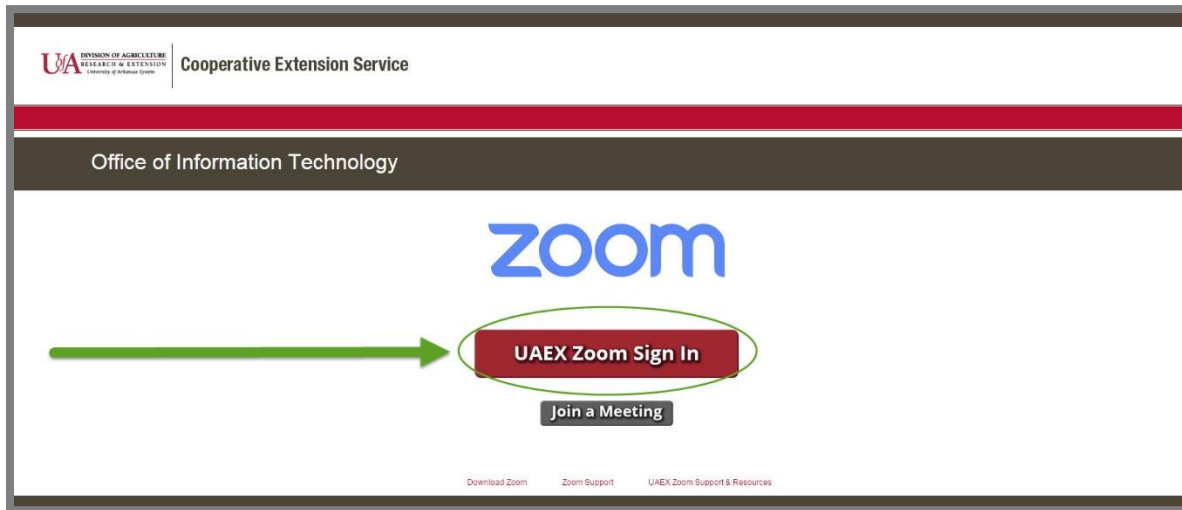 UofA
DIVISION OF AGRICULTURE
RESEARCH & EXTENSION
University of Arkansas System
Cooperative Extension Service
Office of Information Technology
zoom
UAEX Zoom Sign In
Join a Meeting
Download Zoom Zoom Support UAEX Zoom Support & Resources